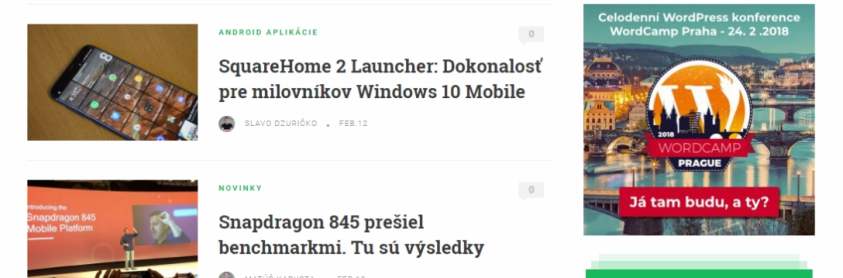 ANDROID APLIKÁCIE
0
SquareHome 2 Launcher: Dokonalosť
pre milovníkov Windows 10 Mobile
SLAVO DZURIČKO • FEB.12
Introducing the
Snapdragon 845
Mobile Platform
NOVINKY
0
Snapdragon 845 prešiel
benchmarkmi. Tu sú výsledky
Celodenní WordPress konference
WordCamp Praha - 24. 2 .2018
2018
WORDCAMP
PRAGUE
Já tam budu, a ty?